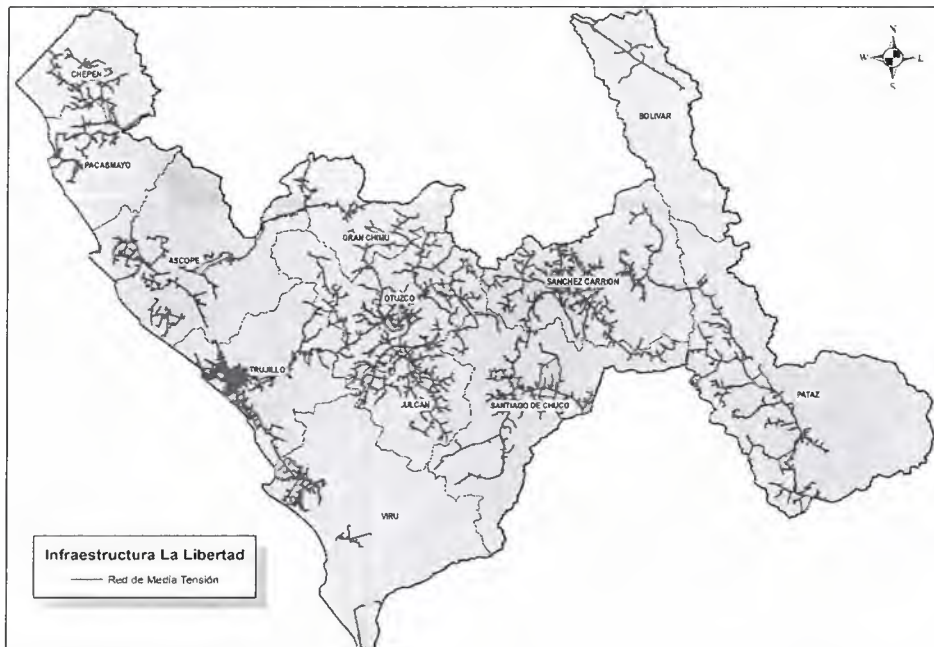 N
W
L
S
CHEPEN
PACASMAYO
BOLIVAR
ASCOPE
GRAN CHIMU
OTUZCO
SANCHEZ CARRION
TRUJILLO
JULCAN
SANTIAGO DE CHUCO
PATAZ
VIRU
Infraestructura La Libertad
Red de Media Tensión